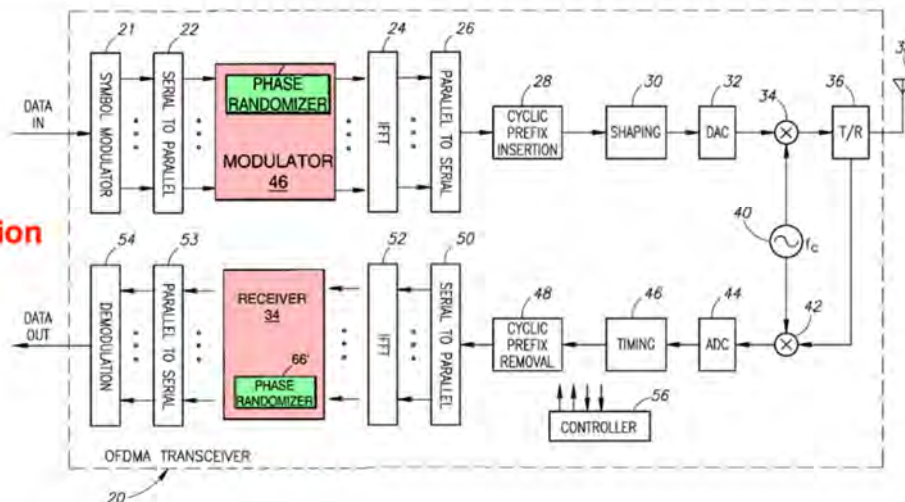 21
22
24
26
DATA IN
SYMBOL MODULATOR
SERIAL TO PARALLEL
PHASE RANDOMIZER
MODULATOR
46
IFFT
PARALLEL TO SERIAL
28
CYCLIC PREFIX INSERTION
30
SHAPING
32
DAC
34
36
T/R
40
fc
54
53
52
50
DATA OUT
DEMODULATION
PARALLEL TO SERIAL
RECEIVER
34
66'
PHASE RANDOMIZER
IFFT
SERIAL TO PARALLEL
48
CYCLIC PREFIX REMOVAL
46
TIMING
44
ADC
42
56
CONTROLLER
OFDMA TRANSCEIVER
20